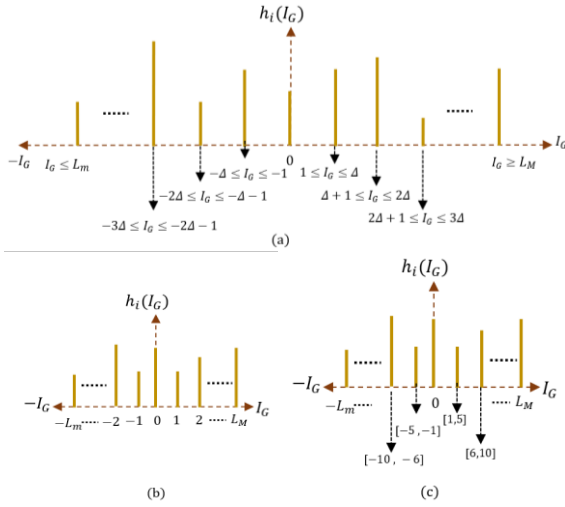 h_i(I_G)
−I_G I_G ≤ L_m 0 I_G ≥ L_M I_G
−Δ ≤ I_G ≤ −1 1 ≤ I_G ≤ Δ
−2Δ ≤ I_G ≤ −Δ − 1 Δ + 1 ≤ I_G ≤ 2Δ
−3Δ ≤ I_G ≤ −2Δ − 1 2Δ + 1 ≤ I_G ≤ 3Δ
(a)
h_i(I_G)
−I_G I_G
−L_m −2 −1 0 1 2 L_M
(b)
h_i(I_G)
−I_G I_G
−L_m 0 L_M
[−5 , −1] [1,5]
[−10 , −6] [6,10]
(c)